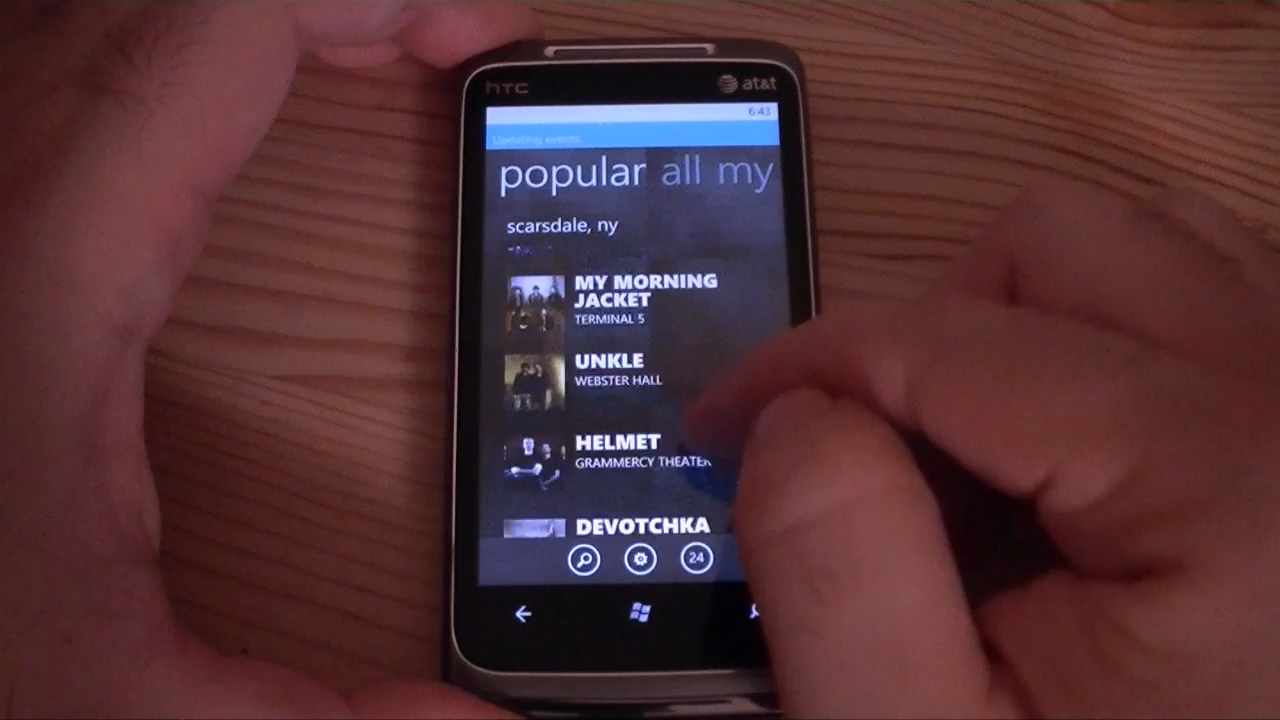 htc at&t
6:43
Updating events
popular all my
scarsdale, ny
MY MORNING
JACKET
TERMINAL 5
UNKLE
WEBSTER HALL
HELMET
GRAMMERCY THEATER
DEVOTCHKA
24